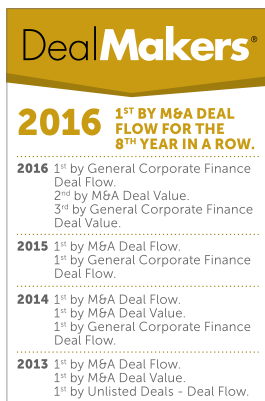 DealMakers®
2016 1ST BY M&A DEAL
FLOW FOR THE
8TH YEAR IN A ROW.
2016 1st by General Corporate Finance
Deal Flow.
2nd by M&A Deal Value.
3rd by General Corporate Finance
Deal Value.
2015 1st by M&A Deal Flow.
1st by General Corporate Finance
Deal Flow.
2014 1st by M&A Deal Flow.
1st by M&A Deal Value.
1st by General Corporate Finance
Deal Flow.
2013 1st by M&A Deal Flow.
1st by M&A Deal Value.
1st by Unlisted Deals - Deal Flow.